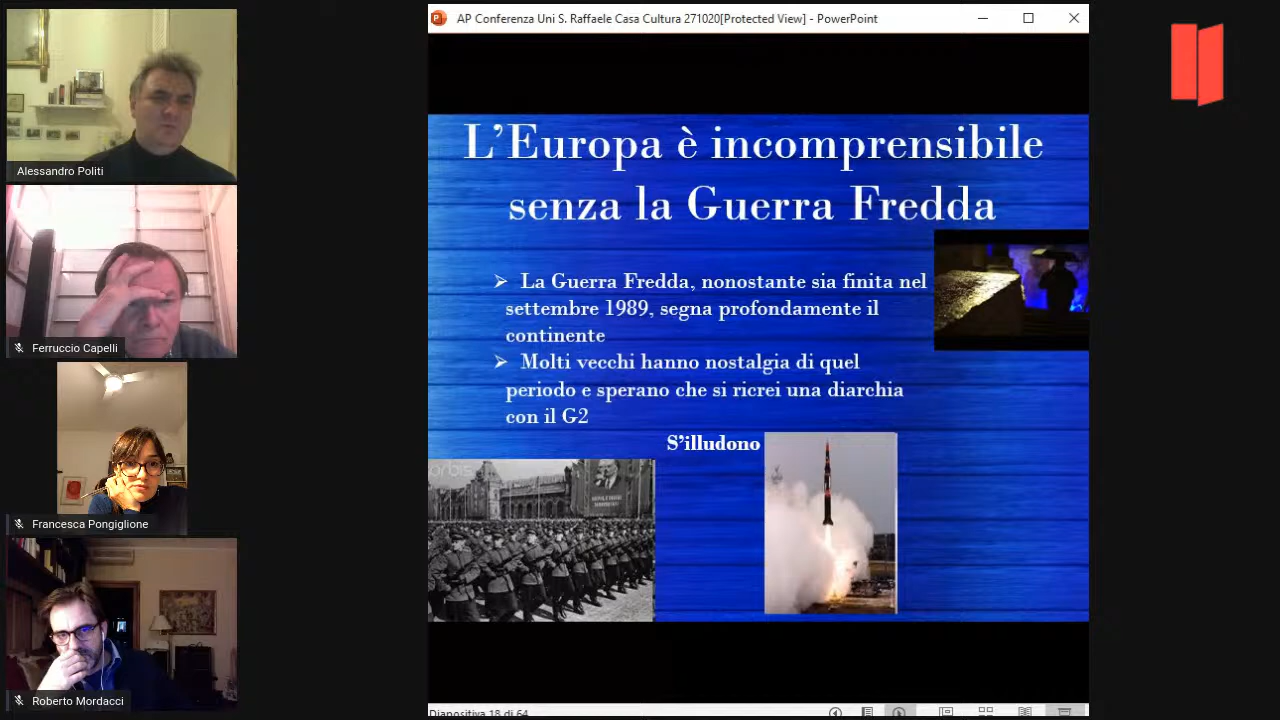 AP Conferenza Uni S. Raffaele Casa Cultura 271020[Protected View] - PowerPoint
L'Europa è incomprensibile
senza la Guerra Fredda
➢ La Guerra Fredda, nonostante sia finita nel
settembre 1989, segna profondamente il
continente
➢ Molti vecchi hanno nostalgia di quel
periodo e sperano che si ricrei una diarchia
con il G2
S'illudono
Diapositiva 18 di 64
Alessandro Politi
Ferruccio Capelli
Francesca Pongiglione
Roberto Mordacci